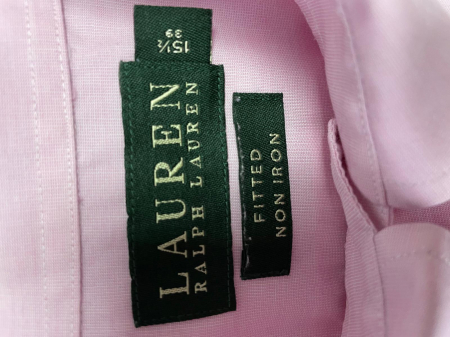 LAUREN
RALPH LAUREN
15½
39
FITTED
NON IRON